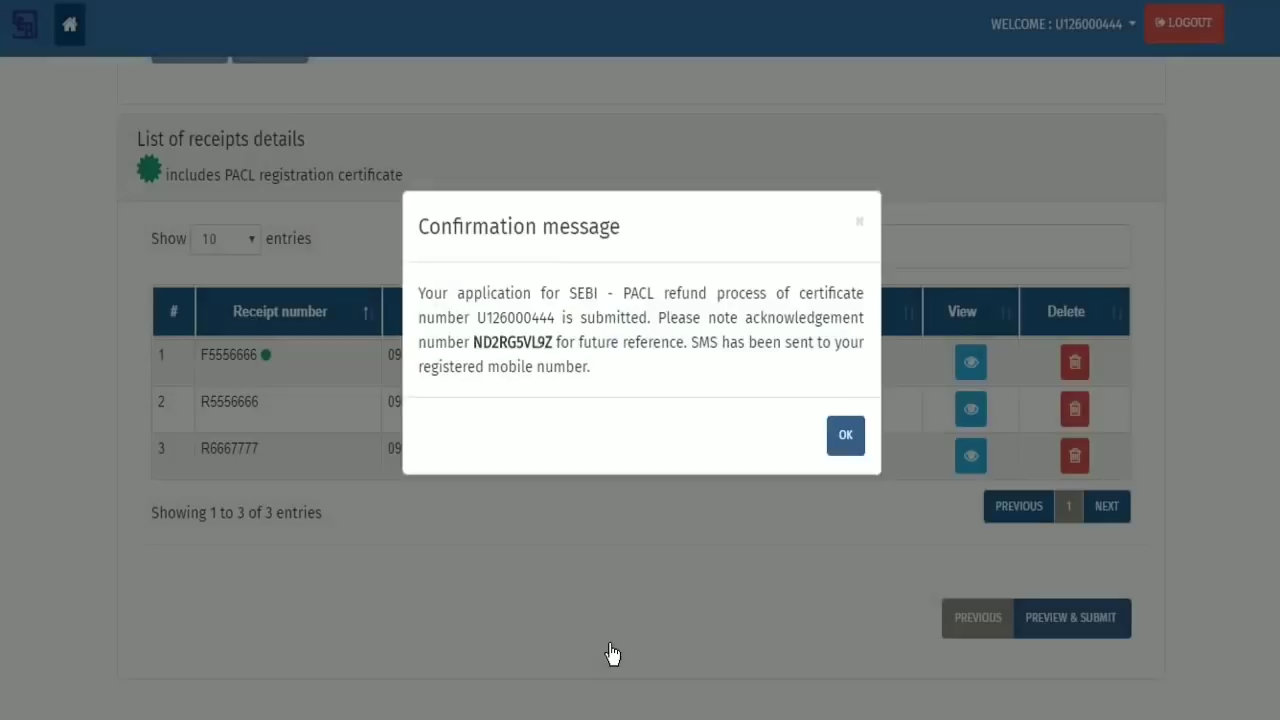 WELCOME : U126000444
LOGOUT
List of receipts details
includes PACL registration certificate
Show 10 entries
Confirmation message
Your application for SEBI - PACL refund process of certificate
number U126000444 is submitted. Please note acknowledgement
number ND2RG5VL9Z for future reference. SMS has been sent to your
registered mobile number.
OK
# Receipt number View Delete
1 F5556666 09
2 R5556666 09
3 R6667777 09
Showing 1 to 3 of 3 entries
PREVIOUS 1 NEXT
PREVIOUS PREVIEW & SUBMIT